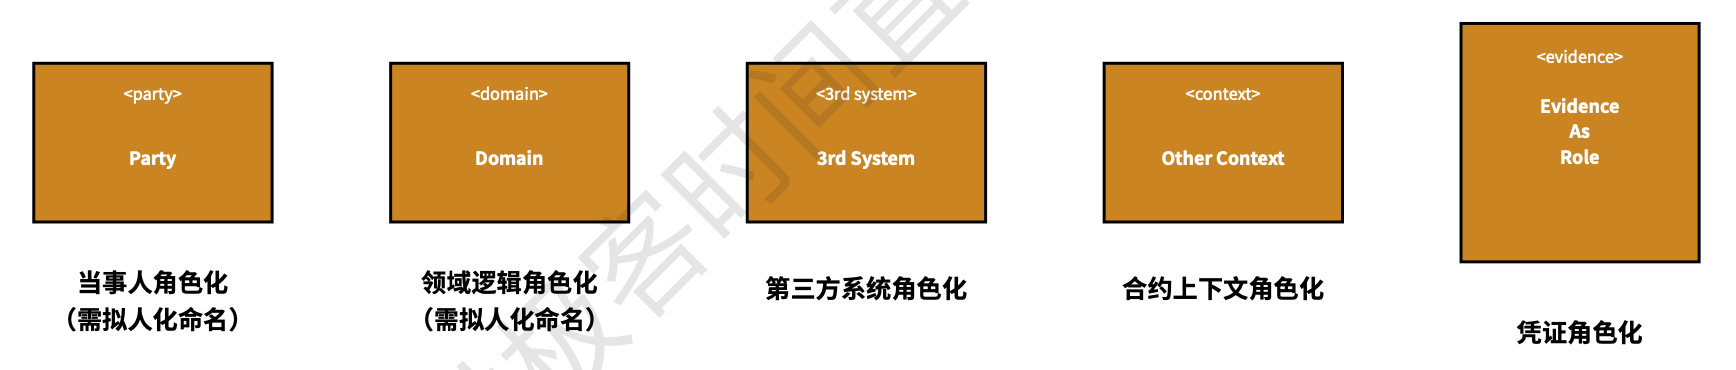 <party>
Party
当事人角色化
（需拟人化命名）
<domain>
Domain
领域逻辑角色化
（需拟人化命名）
<3rd system>
3rd System
第三方系统角色化
<context>
Other Context
合约上下文角色化
<evidence>
Evidence
As
Role
凭证角色化
极客时间